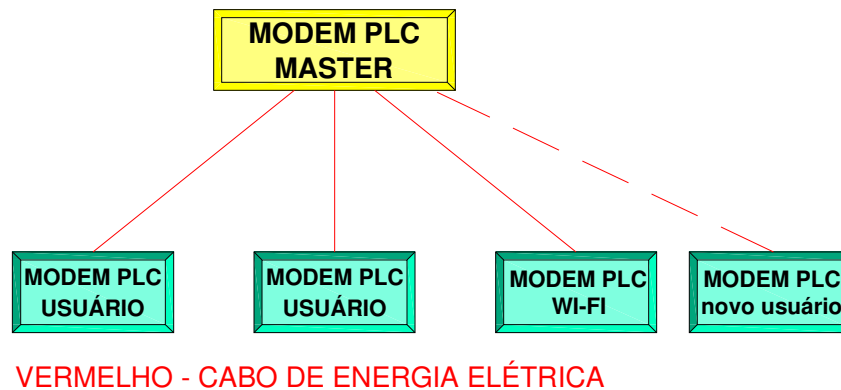 MODEM PLC
MASTER
MODEM PLC
USUÁRIO
MODEM PLC
USUÁRIO
MODEM PLC
WI-FI
MODEM PLC
novo usuário
VERMELHO - CABO DE ENERGIA ELÉTRICA